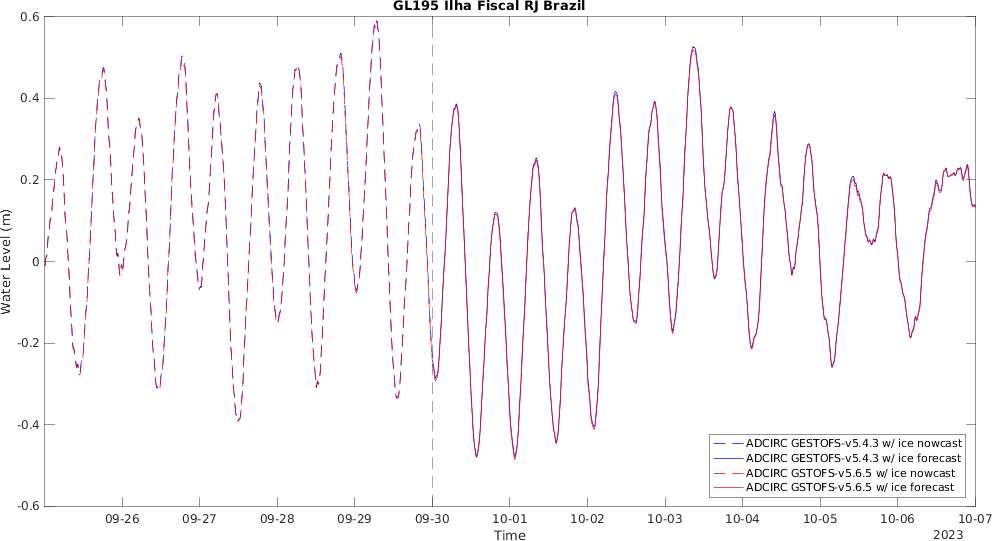 GL195 Ilha Fiscal RJ Brazil
0.6
0.4
0.2
0
-0.2
-0.4
-0.6
Water Level (m)
ADCIRC GESTOFS-v5.4.3 w/ ice nowcast
ADCIRC GESTOFS-v5.4.3 w/ ice forecast
ADCIRC GSTOFS-v5.6.5 w/ ice nowcast
ADCIRC GSTOFS-v5.6.5 w/ ice forecast
09-26 09-27 09-28 09-29 09-30 10-01 10-02 10-03 10-04 10-05 10-06 10-07
Time
2023